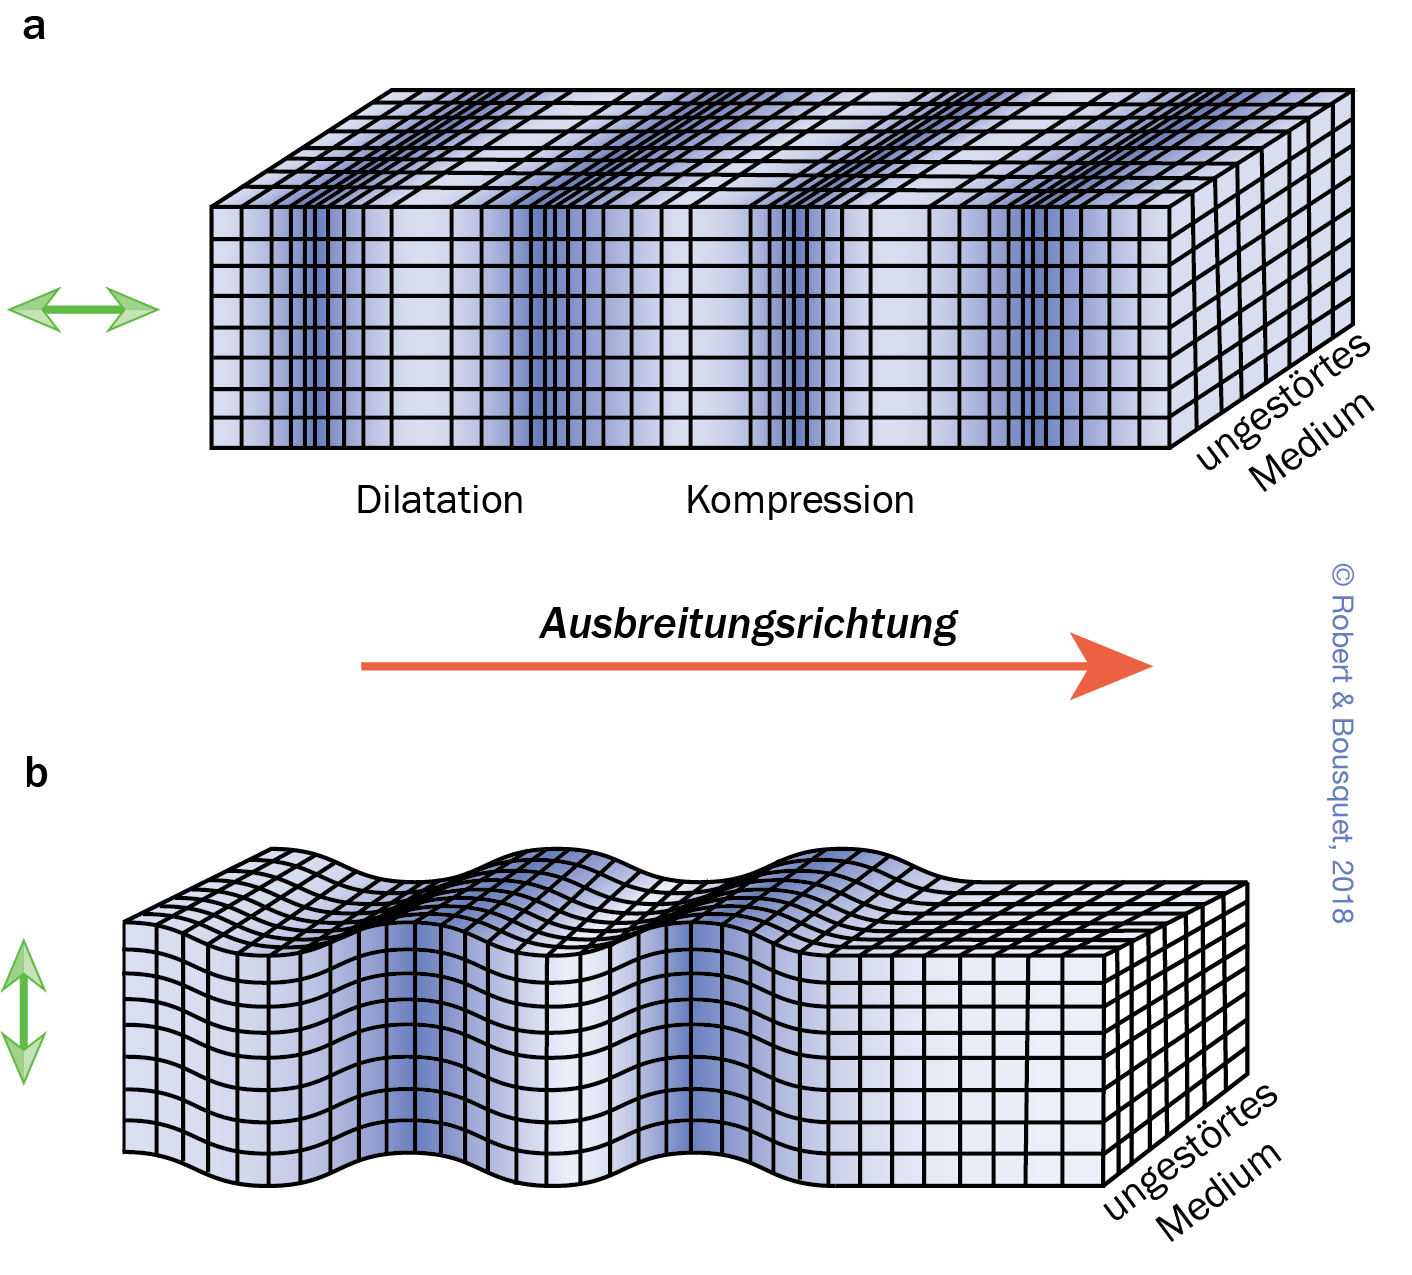 a
ungestörtes
Medium
Dilatation
Kompression
Ausbreitungsrichtung
© Robert & Bousquet, 2018
b
ungestörtes
Medium